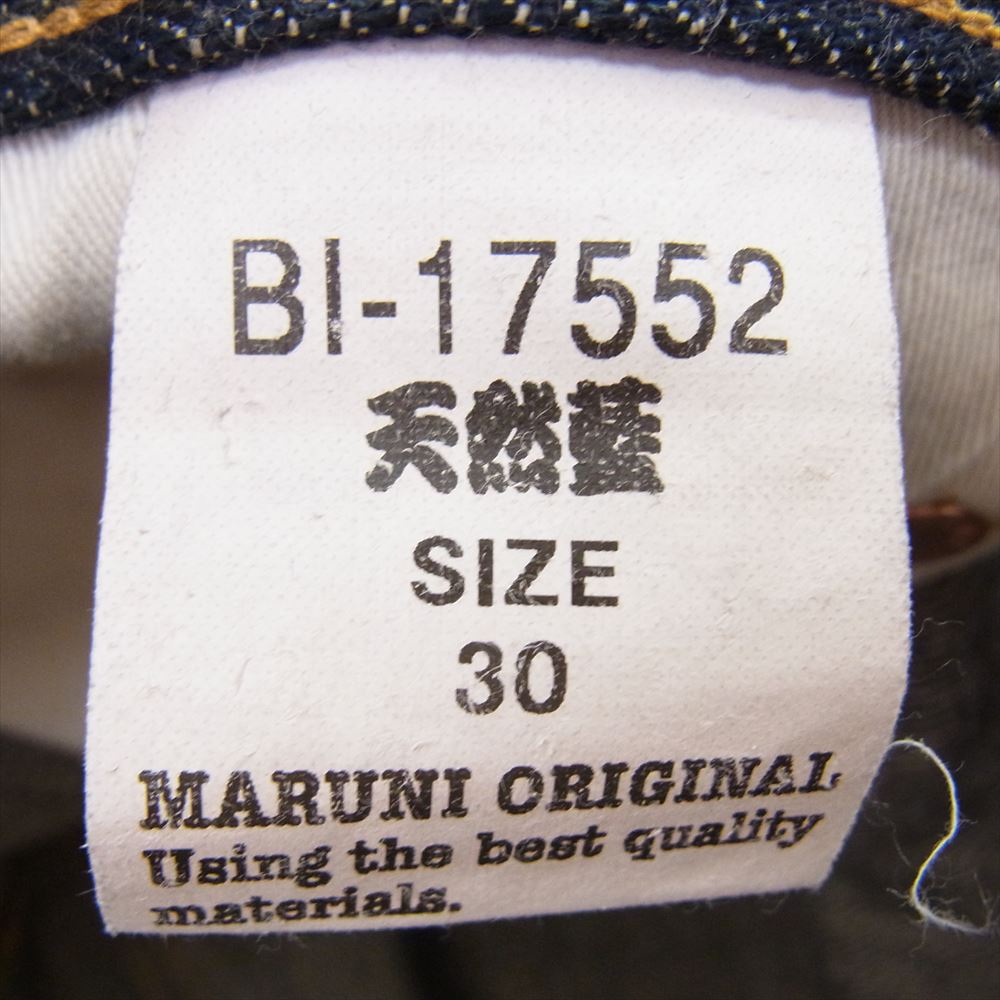 BI-17552
天然藍
SIZE
30
MARUNI ORIGINAL
Using the best quality
materials.